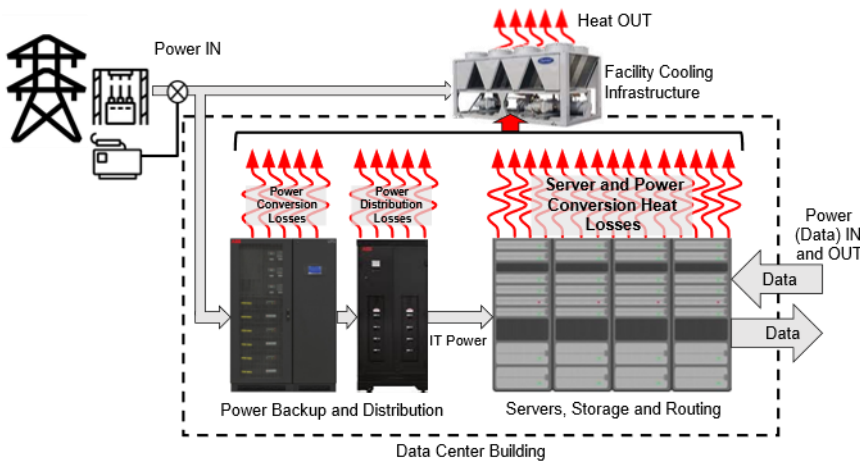 Power IN
Heat OUT
Facility Cooling
Infrastructure
Power
Conversion
Losses
Power
Distribution
Losses
Server and Power
Conversion Heat
Losses
Power
(Data) IN
and OUT
Data
Data
IT Power
Power Backup and Distribution
Servers, Storage and Routing
Data Center Building